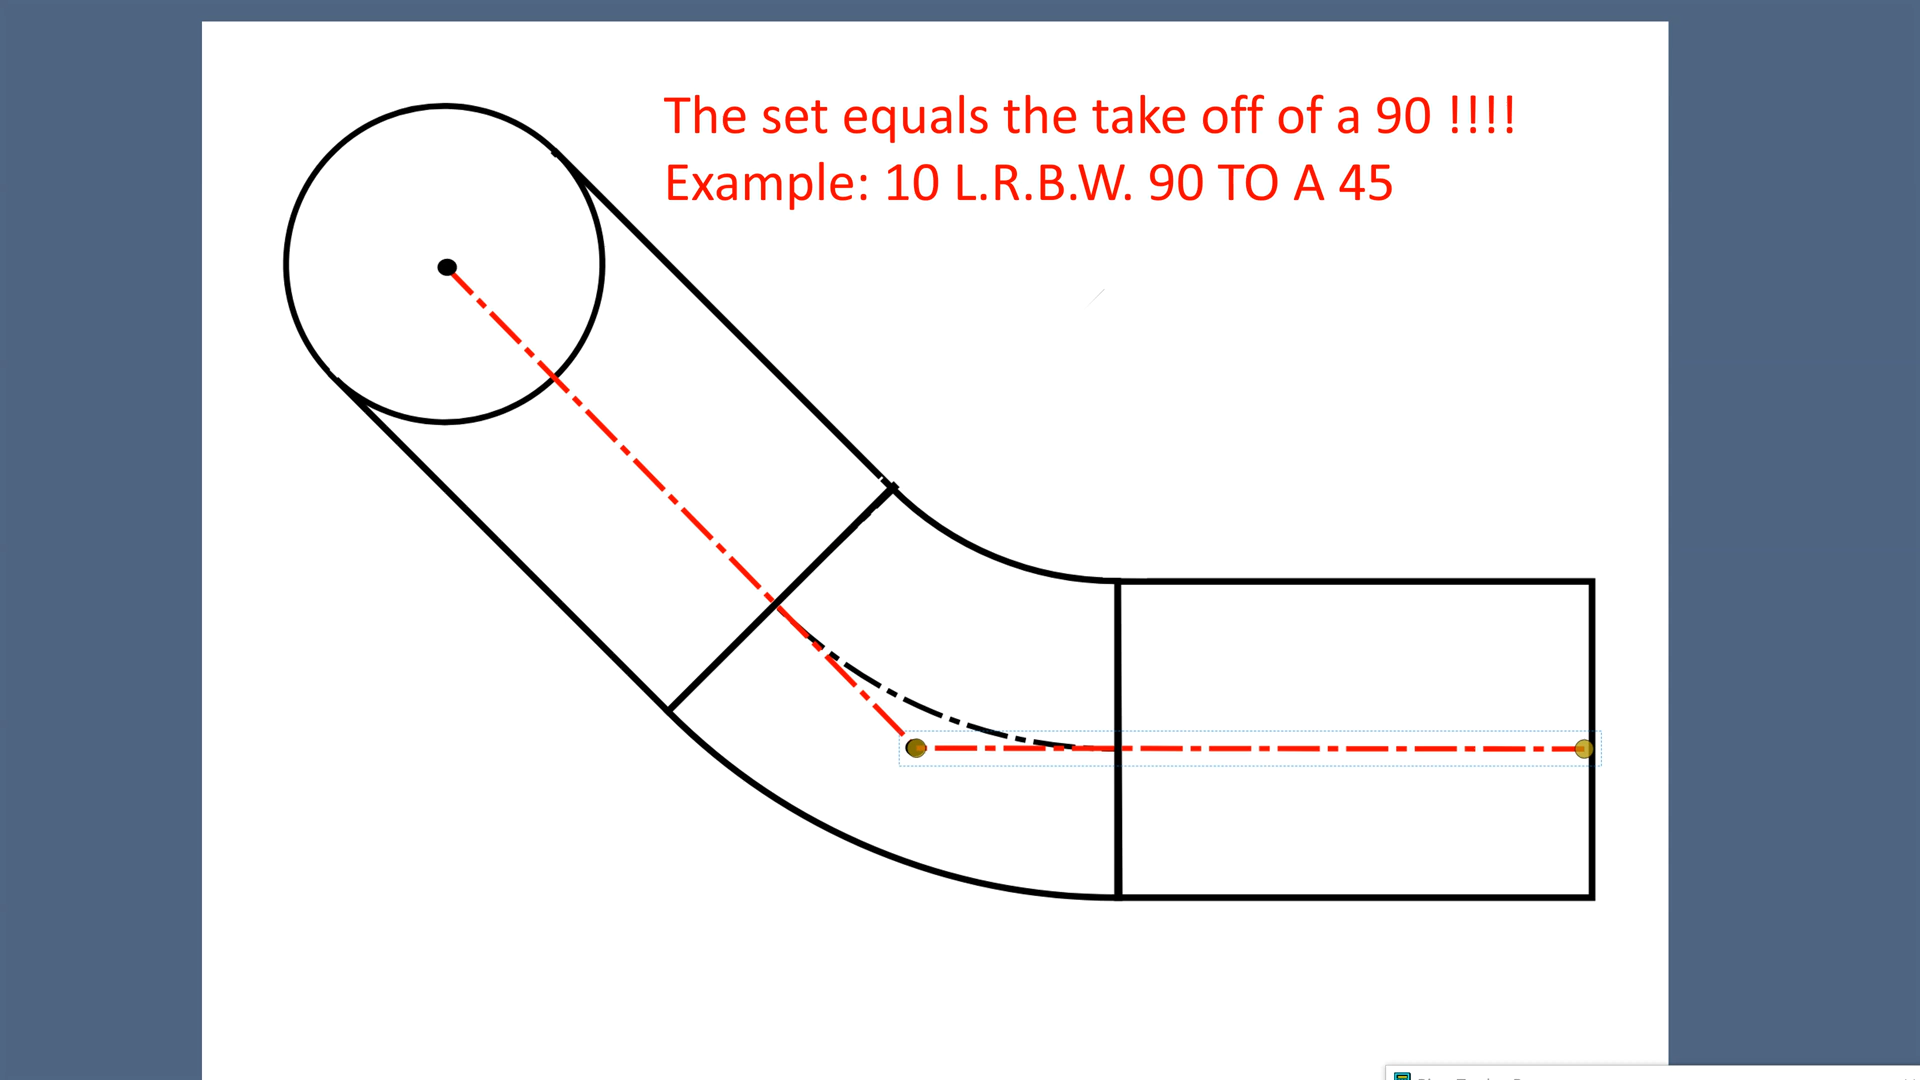 The set equals the take off of a 90 !!!!
Example: 10 L.R.B.W. 90 TO A 45